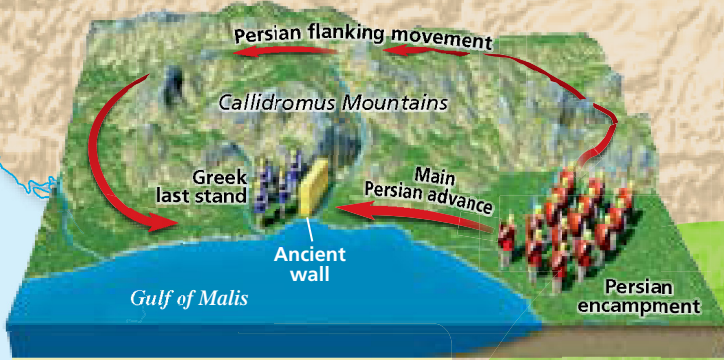 Persian flanking movement
Callidromus Mountains
Greek
last stand
Main
Persian advance
Ancient
wall
Gulf of Malis
Persian
encampment